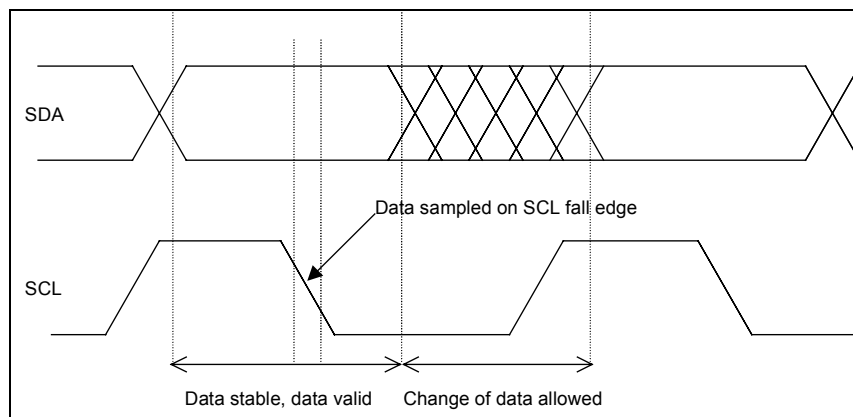 SDA
Data sampled on SCL fall edge
SCL
Data stable, data valid
Change of data allowed